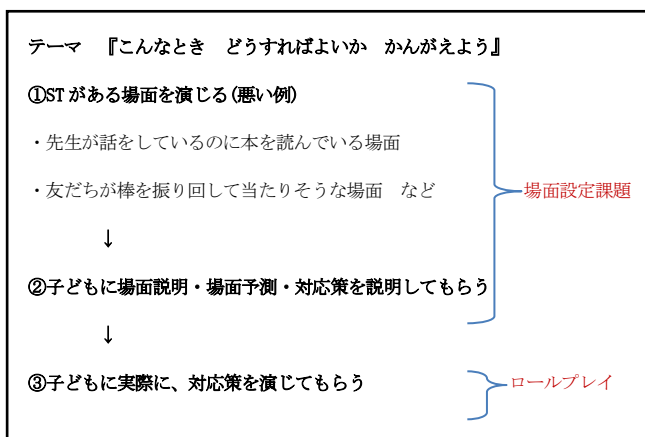 テーマ 『こんなとき どうすればよいか かんがえよう』
①STがある場面を演じる(悪い例)
・先生が話をしているのに本を読んでいる場面
・友だちが棒を振り回して当たりそうな場面 など
場面設定課題
↓
②子どもに場面説明・場面予測・対応策を説明してもらう
↓
③子どもに実際に、対応策を演じてもらう
ロールプレイ